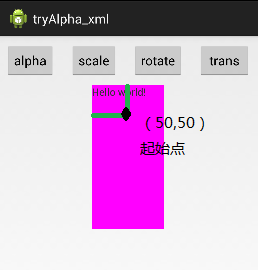 tryAlpha_xml
alpha scale rotate trans
Hello world!
（50,50）
起始点